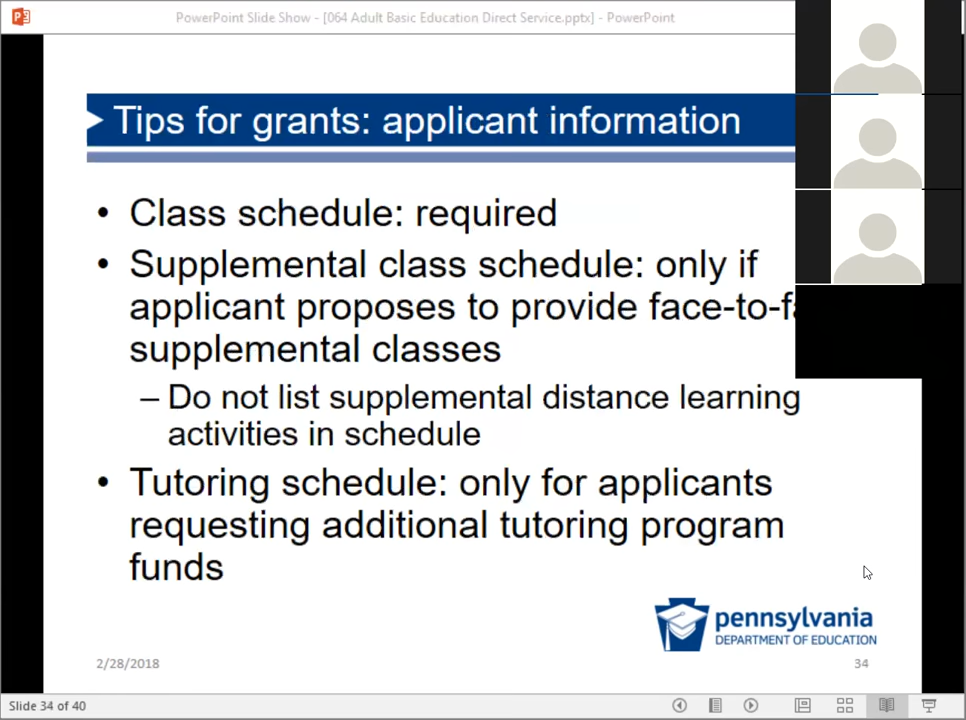 PowerPoint Slide Show - [064 Adult Basic Education Direct Service.pptx] - PowerPoint
Tips for grants: applicant information
• Class schedule: required
• Supplemental class schedule: only if
applicant proposes to provide
supplemental classes
– Do not list supplemental distance learning
activities in schedule
• Tutoring schedule: only for applicants
requesting additional tutoring program
funds
pennsylvania
DEPARTMENT OF EDUCATION
2/28/2018
34
Slide 34 of 40